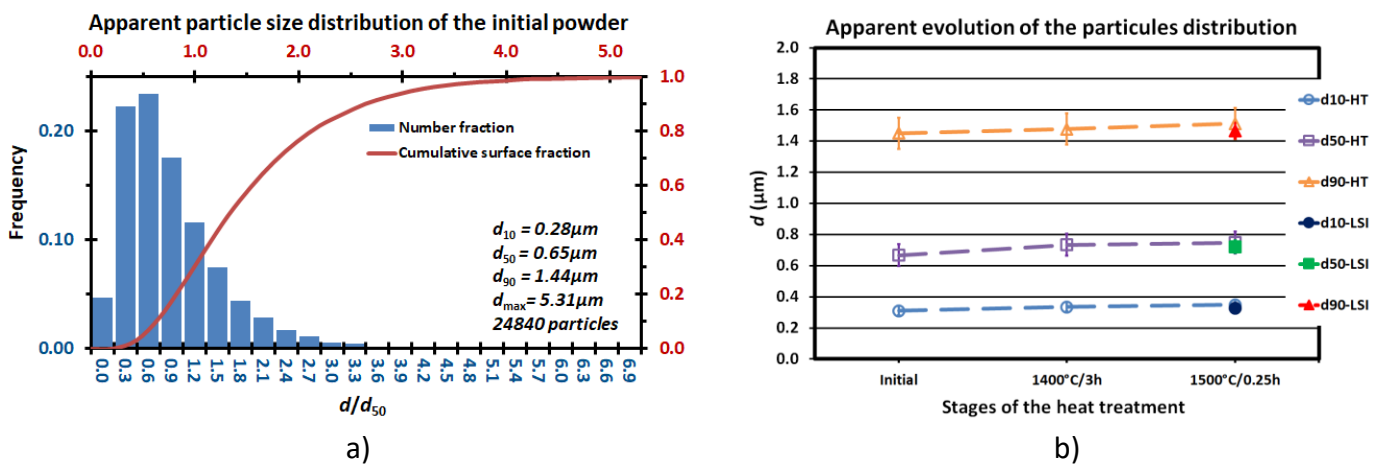 Apparent particle size distribution of the initial powder
0.0 1.0 2.0 3.0 4.0 5.0
0.20
0.10
0.00
Frequency
Number fraction
Cumulative surface fraction
d10 = 0.28µm
d50 = 0.65µm
d90 = 1.44µm
dmax= 5.31µm
24840 particles
1.0
0.8
0.6
0.4
0.2
0.0
0.0 0.3 0.6 0.9 1.2 1.5 1.8 2.1 2.4 2.7 3.0 3.3 3.6 3.9 4.2 4.5 4.8 5.1 5.4 5.7 6.0 6.3 6.6 6.9
d/d50
a)
Apparent evolution of the particules distribution
2.0
1.8
1.6
1.4
1.2
1.0
0.8
0.6
0.4
0.2
0.0
d (µm)
d10-HT
d50-HT
d90-HT
d10-LSI
d50-LSI
d90-LSI
Initial 1400°C/3h 1500°C/0.25h
Stages of the heat treatment
b)